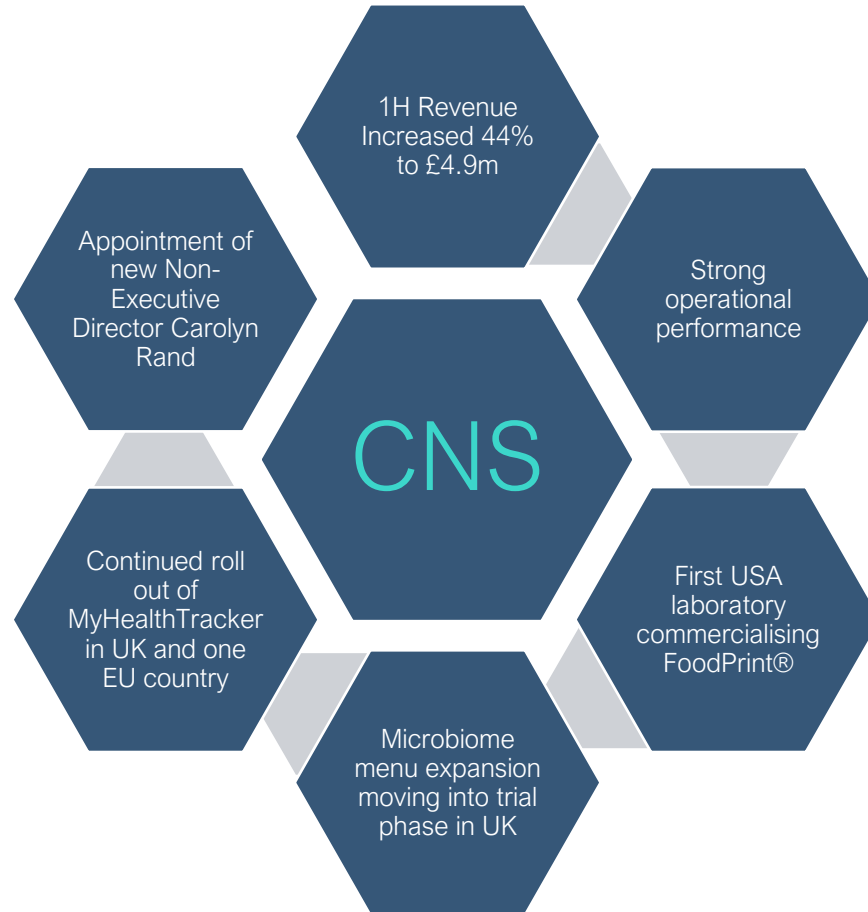 1H Revenue
Increased 44%
to £4.9m
Strong
operational
performance
First USA
laboratory
commercialising
FoodPrint®
Microbiome
menu expansion
moving into trial
phase in UK
Continued roll
out of
MyHealthTracker
in UK and one
EU country
Appointment of
new Non-
Executive
Director Carolyn
Rand
CNS